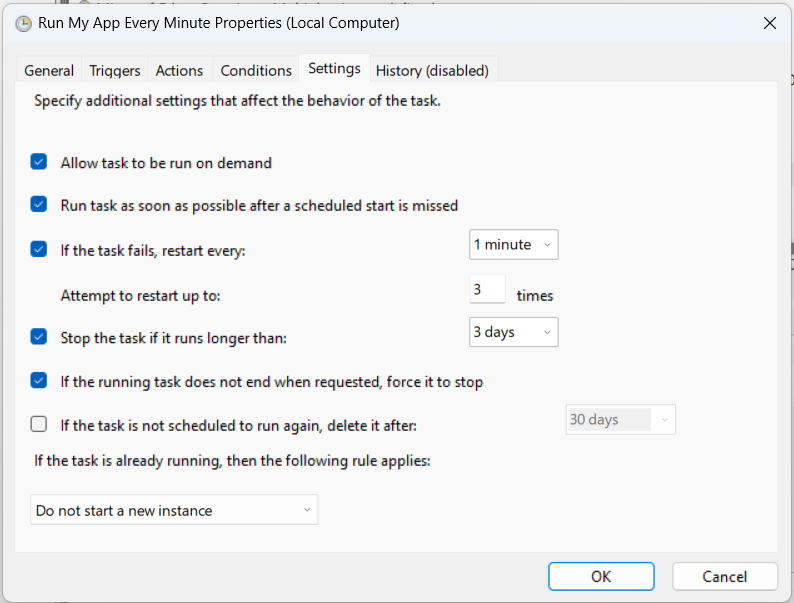 Run My App Every Minute Properties (Local Computer)
General Triggers Actions Conditions Settings History (disabled)
Specify additional settings that affect the behavior of the task.
Allow task to be run on demand
Run task as soon as possible after a scheduled start is missed
If the task fails, restart every: 1 minute
Attempt to restart up to: 3 times
Stop the task if it runs longer than: 3 days
If the running task does not end when requested, force it to stop
If the task is not scheduled to run again, delete it after: 30 days
If the task is already running, then the following rule applies:
Do not start a new instance
OK Cancel